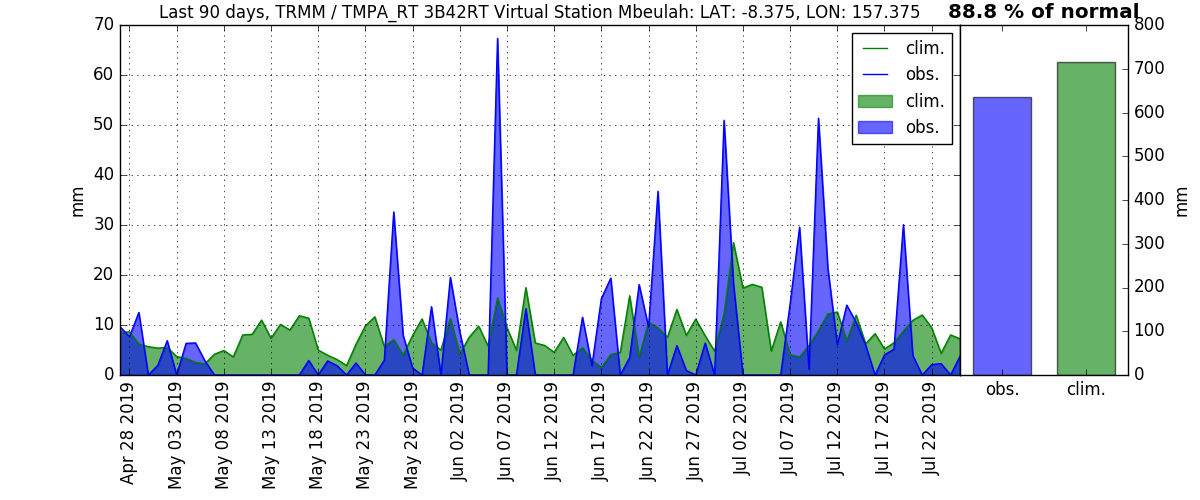 Last 90 days, TRMM / TMPA_RT 3B42RT Virtual Station Mbeulah: LAT: -8.375, LON: 157.375
88.8 % of normal
70
60
50
40
30
20
10
0
mm
clim.
obs.
clim.
obs.
800
700
600
500
400
300
200
100
0
mm
Apr 28 2019
May 03 2019
May 08 2019
May 13 2019
May 18 2019
May 23 2019
May 28 2019
Jun 02 2019
Jun 07 2019
Jun 12 2019
Jun 17 2019
Jun 22 2019
Jun 27 2019
Jul 02 2019
Jul 07 2019
Jul 12 2019
Jul 17 2019
Jul 22 2019
obs.
clim.